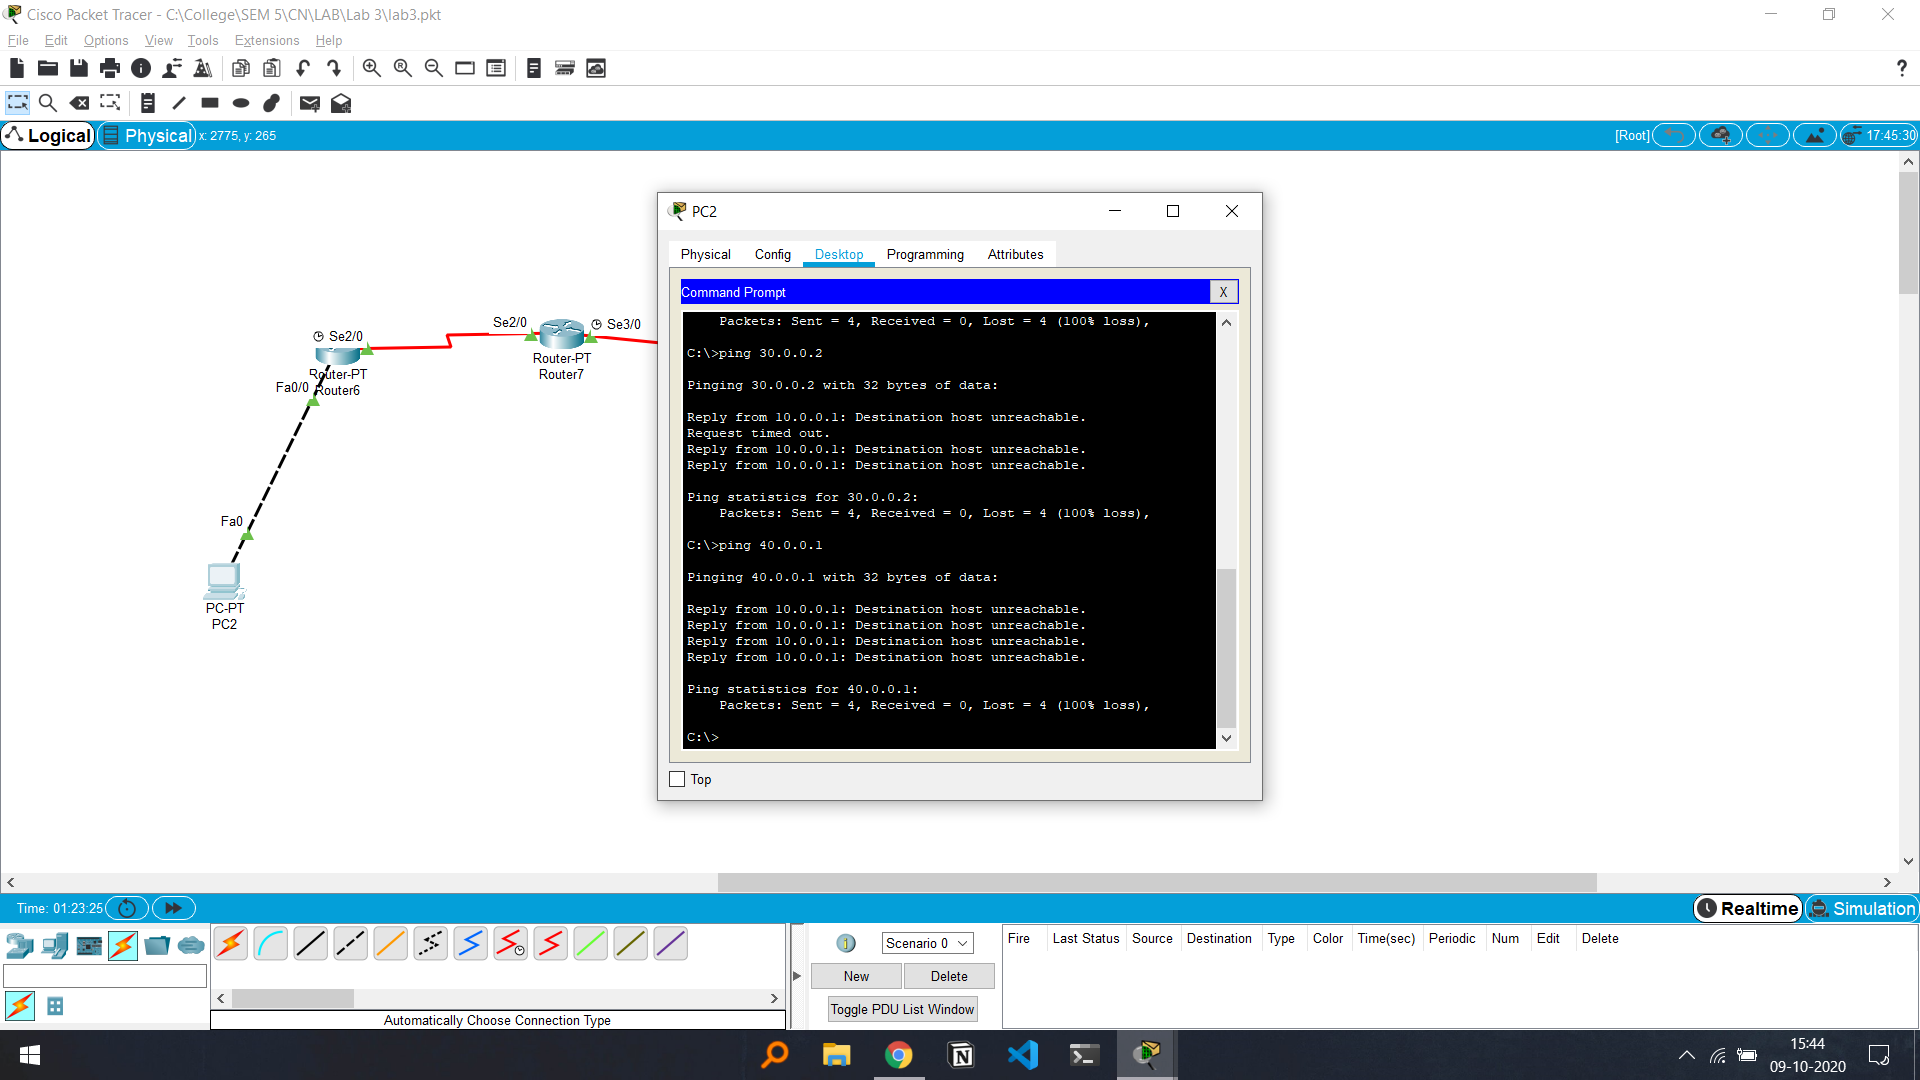 Cisco Packet Tracer - C:\College\SEM 5\CN\LAB\Lab 3\lab3.pkt
File Edit Options View Tools Extensions Help
?
Logical Physical x: 2775, y: 265 [Root] 17:45:30
PC2
Physical Config Desktop Programming Attributes
Command Prompt X
Packets: Sent = 4, Received = 0, Lost = 4 (100% loss),
C:\>ping 30.0.0.2
Pinging 30.0.0.2 with 32 bytes of data:
Reply from 10.0.0.1: Destination host unreachable.
Request timed out.
Reply from 10.0.0.1: Destination host unreachable.
Reply from 10.0.0.1: Destination host unreachable.
Ping statistics for 30.0.0.2:
Packets: Sent = 4, Received = 0, Lost = 4 (100% loss),
C:\>ping 40.0.0.1
Pinging 40.0.0.1 with 32 bytes of data:
Reply from 10.0.0.1: Destination host unreachable.
Reply from 10.0.0.1: Destination host unreachable.
Reply from 10.0.0.1: Destination host unreachable.
Reply from 10.0.0.1: Destination host unreachable.
Ping statistics for 40.0.0.1:
Packets: Sent = 4, Received = 0, Lost = 4 (100% loss),
C:\>
Top
Se2/0
Router-PT
Router6
Fa0/0
Se2/0
Se3/0
Router-PT
Router7
Fa0
PC-PT
PC2
Time: 01:23:25
Realtime Simulation
Automatically Choose Connection Type
1
Scenario 0
New Delete
Toggle PDU List Window
Fire Last Status Source Destination Type Color Time(sec) Periodic Num Edit Delete
15:44
09-10-2020